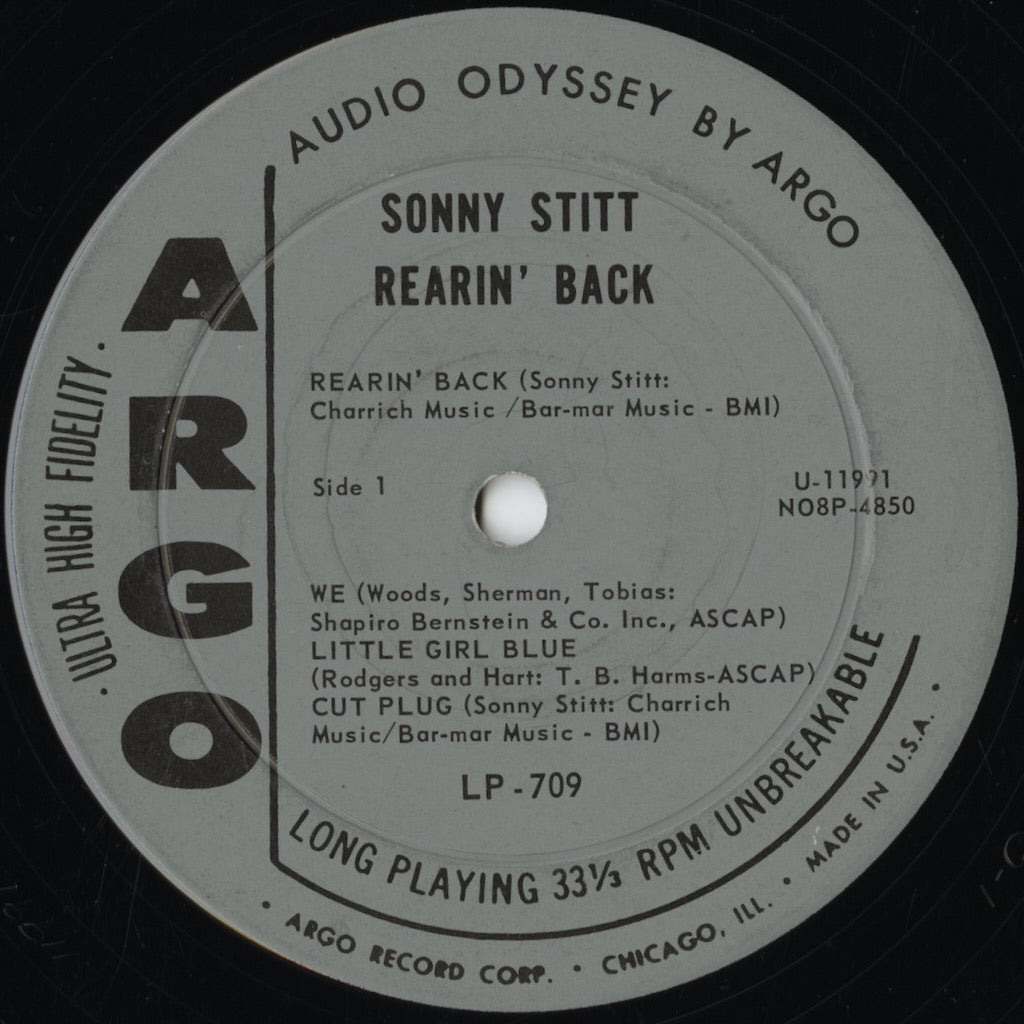 AUDIO ODYSSEY BY ARGO
SONNY STITT
REARIN' BACK
ARGO
· ULTRA HIGH FIDELITY ·
REARIN' BACK (Sonny Stitt:
Charrich Music /Bar-mar Music - BMI)
Side 1
U-11991
NO8P-4850
WE (Woods, Sherman, Tobias:
Shapiro Bernstein & Co. Inc., ASCAP)
LITTLE GIRL BLUE
(Rodgers and Hart: T. B. Harms-ASCAP)
CUT PLUG (Sonny Stitt: Charrich
Music/Bar-mar Music - BMI)
LP-709
LONG PLAYING 33⅓ RPM UNBREAKABLE
· ARGO RECORD CORP. · CHICAGO, ILL. · MADE IN U.S.A. ·